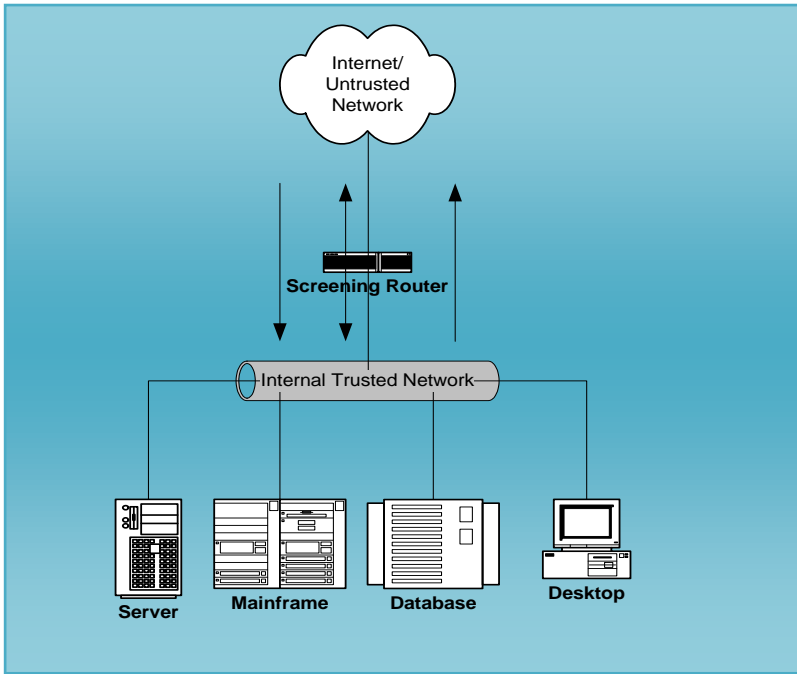 Internet/
Untrusted
Network
Screening Router
Internal Trusted Network
Server
Mainframe
Database
Desktop